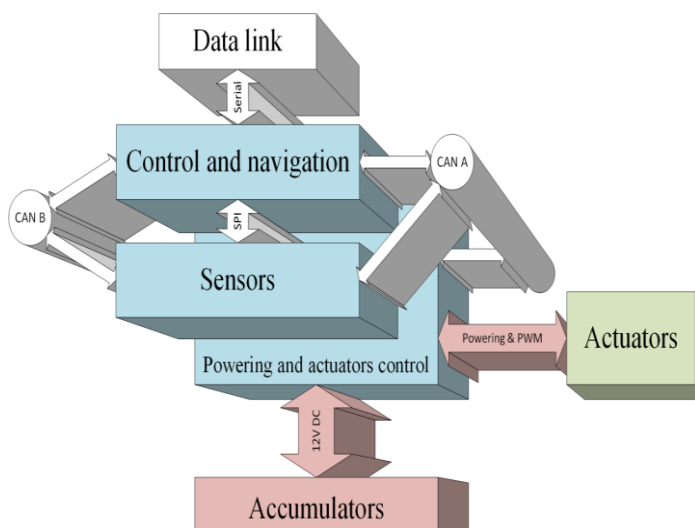 Data link
Serial
Control and navigation
CAN A
CAN B
SPI
Sensors
Powering & PWM
Actuators
Powering and actuators control
12V DC
Accumulators